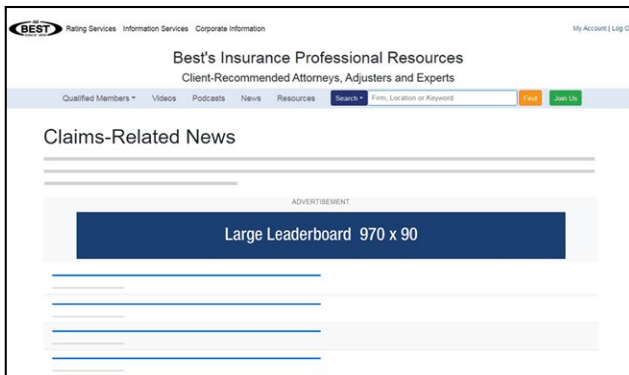 BEST Rating Services Information Services Corporate Information My Account | Log O
Best's Insurance Professional Resources
Client-Recommended Attorneys, Adjusters and Experts
Qualified Members Videos Podcasts News Resources Search Firm, Location or Keyword Find Join Us
Claims-Related News
ADVERTISEMENT
Large Leaderboard 970 x 90